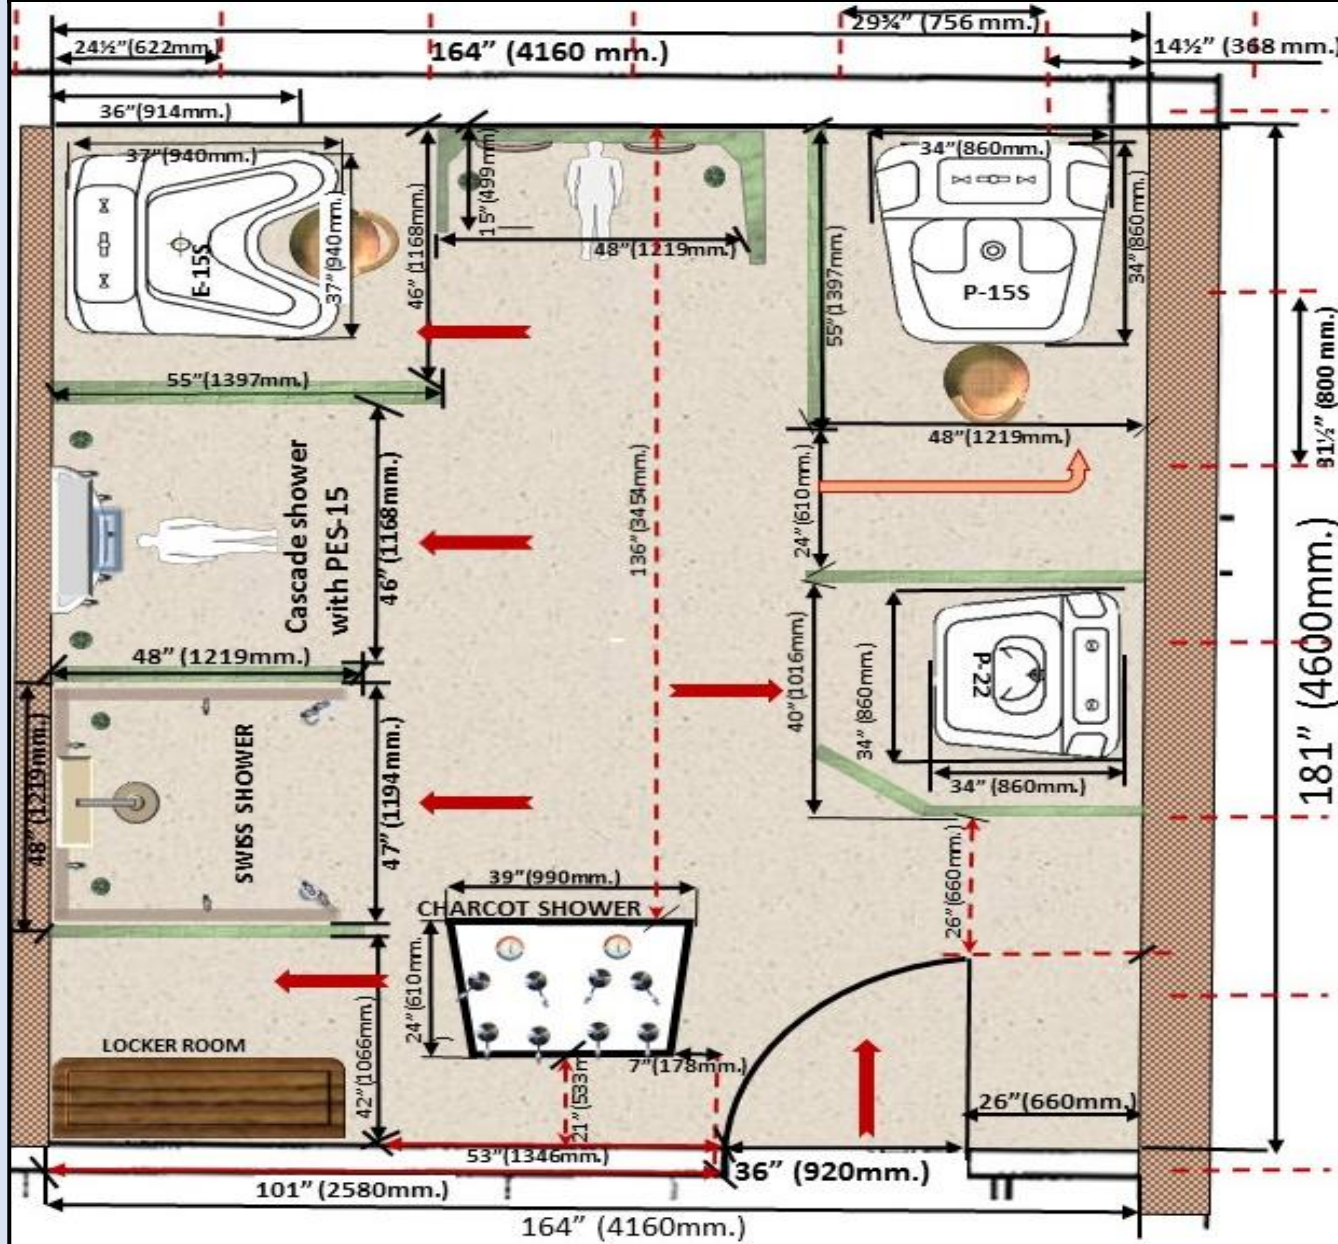 29¾” (756 mm.)
24½”(622mm.)
164” (4160 mm.)
14½” (368 mm.)
36”(914mm.)
37”(940mm.)
15”(499mm)
34”(860mm.)
E-15S
37”(940mm.)
46”(1168mm.)
48”(1219mm.)
55”(1397mm.)
P-15S
34”(860mm.)
31½” (800 mm.)
55”(1397mm.)
48”(1219mm.)
Cascade shower
with PES-15
46”(1168mm.)
136”(3454mm.)
24”(610mm.)
181” (4600mm.)
48” (1219mm.)
40”(1016mm.)
34” (860mm.)
P-22
34” (860mm.)
48”(1219mm.)
SWISS SHOWER
47”(1194mm.)
39”(990mm.)
CHARCOT SHOWER
26”(660mm.)
24”(610mm.)
LOCKER ROOM
42”(1066mm.)
21”(533m
7”(178mm.)
26”(660mm.)
53”(1346mm.)
36” (920mm.)
101”(2580mm.)
164” (4160mm.)